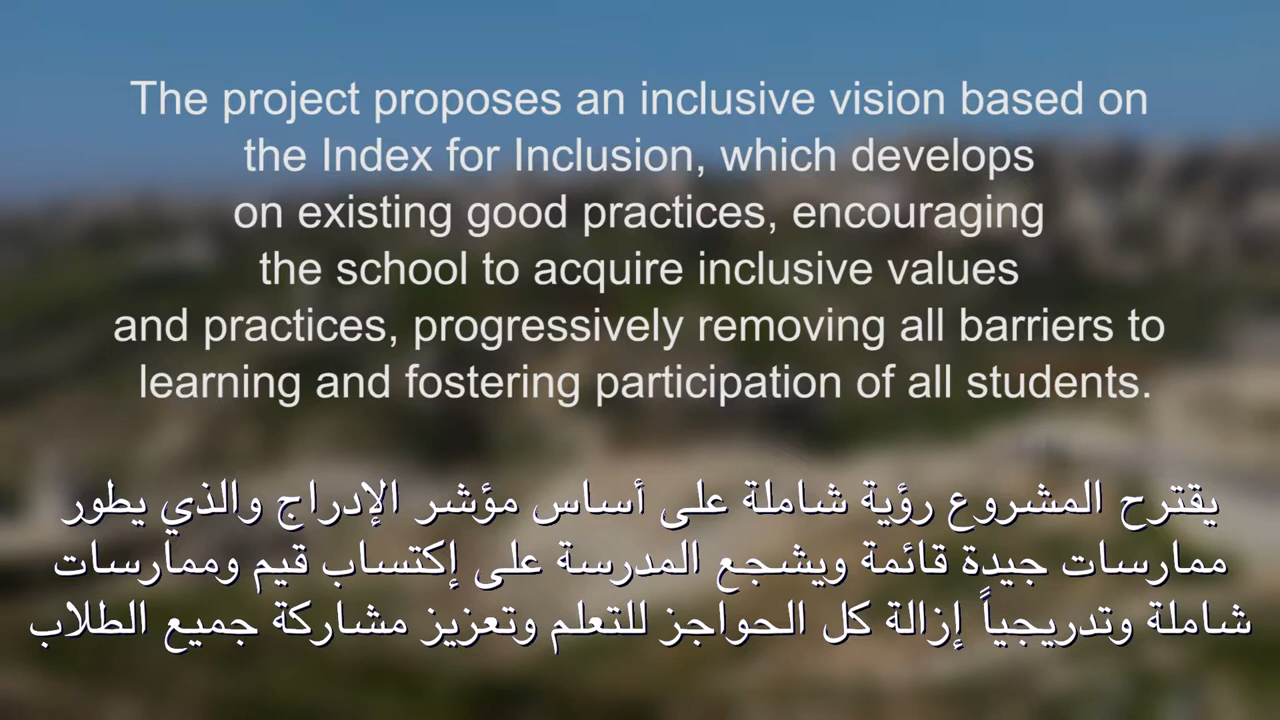 The project proposes an inclusive vision based on
the Index for Inclusion, which develops
on existing good practices, encouraging
the school to acquire inclusive values
and practices, progressively removing all barriers to
learning and fostering participation of all students.
يقترح المشروع رؤية شاملة على أساس مؤشر الإدراج والذي يطور
ممارسات جيدة قائمة ويشجع المدرسة على إكتساب قيم وممارسات
شاملة وتدريجياً إزالة كل الحواجز للتعلم وتعزيز مشاركة جميع الطلاب